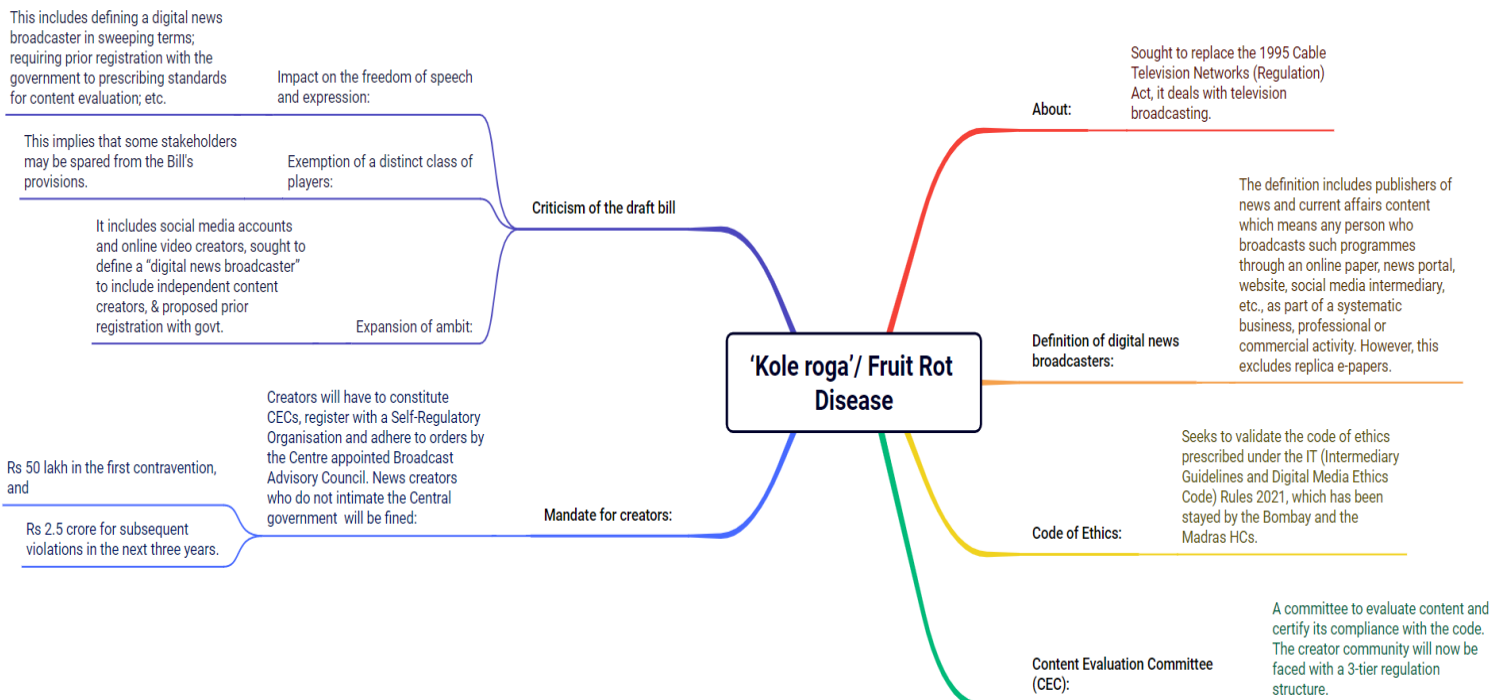 ‘Kole roga’/ Fruit Rot
Disease
About:
Sought to replace the 1995 Cable
Television Networks (Regulation)
Act, it deals with television
broadcasting.
Definition of digital news
broadcasters:
The definition includes publishers of
news and current affairs content
which means any person who
broadcasts such programmes
through an online paper, news portal,
website, social media intermediary,
etc., as part of a systematic
business, professional or
commercial activity. However, this
excludes replica e-papers.
Code of Ethics:
Seeks to validate the code of ethics
prescribed under the IT (Intermediary
Guidelines and Digital Media Ethics
Code) Rules 2021, which has been
stayed by the Bombay and the
Madras HCs.
Content Evaluation Committee
(CEC):
A committee to evaluate content and
certify its compliance with the code.
The creator community will now be
faced with a 3-tier regulation
structure.
Mandate for creators:
Creators will have to constitute
CECs, register with a Self-Regulatory
Organisation and adhere to orders by
the Centre appointed Broadcast
Advisory Council. News creators
who do not intimate the Central
government will be fined:
Rs 50 lakh in the first contravention,
and
Rs 2.5 crore for subsequent
violations in the next three years.
Criticism of the draft bill
Impact on the freedom of speech
and expression:
This includes defining a digital news
broadcaster in sweeping terms;
requiring prior registration with the
government to prescribing standards
for content evaluation; etc.
Exemption of a distinct class of
players:
This implies that some stakeholders
may be spared from the Bill's
provisions.
Expansion of ambit:
It includes social media accounts
and online video creators, sought to
define a “digital news broadcaster”
to include independent content
creators, & proposed prior
registration with govt.